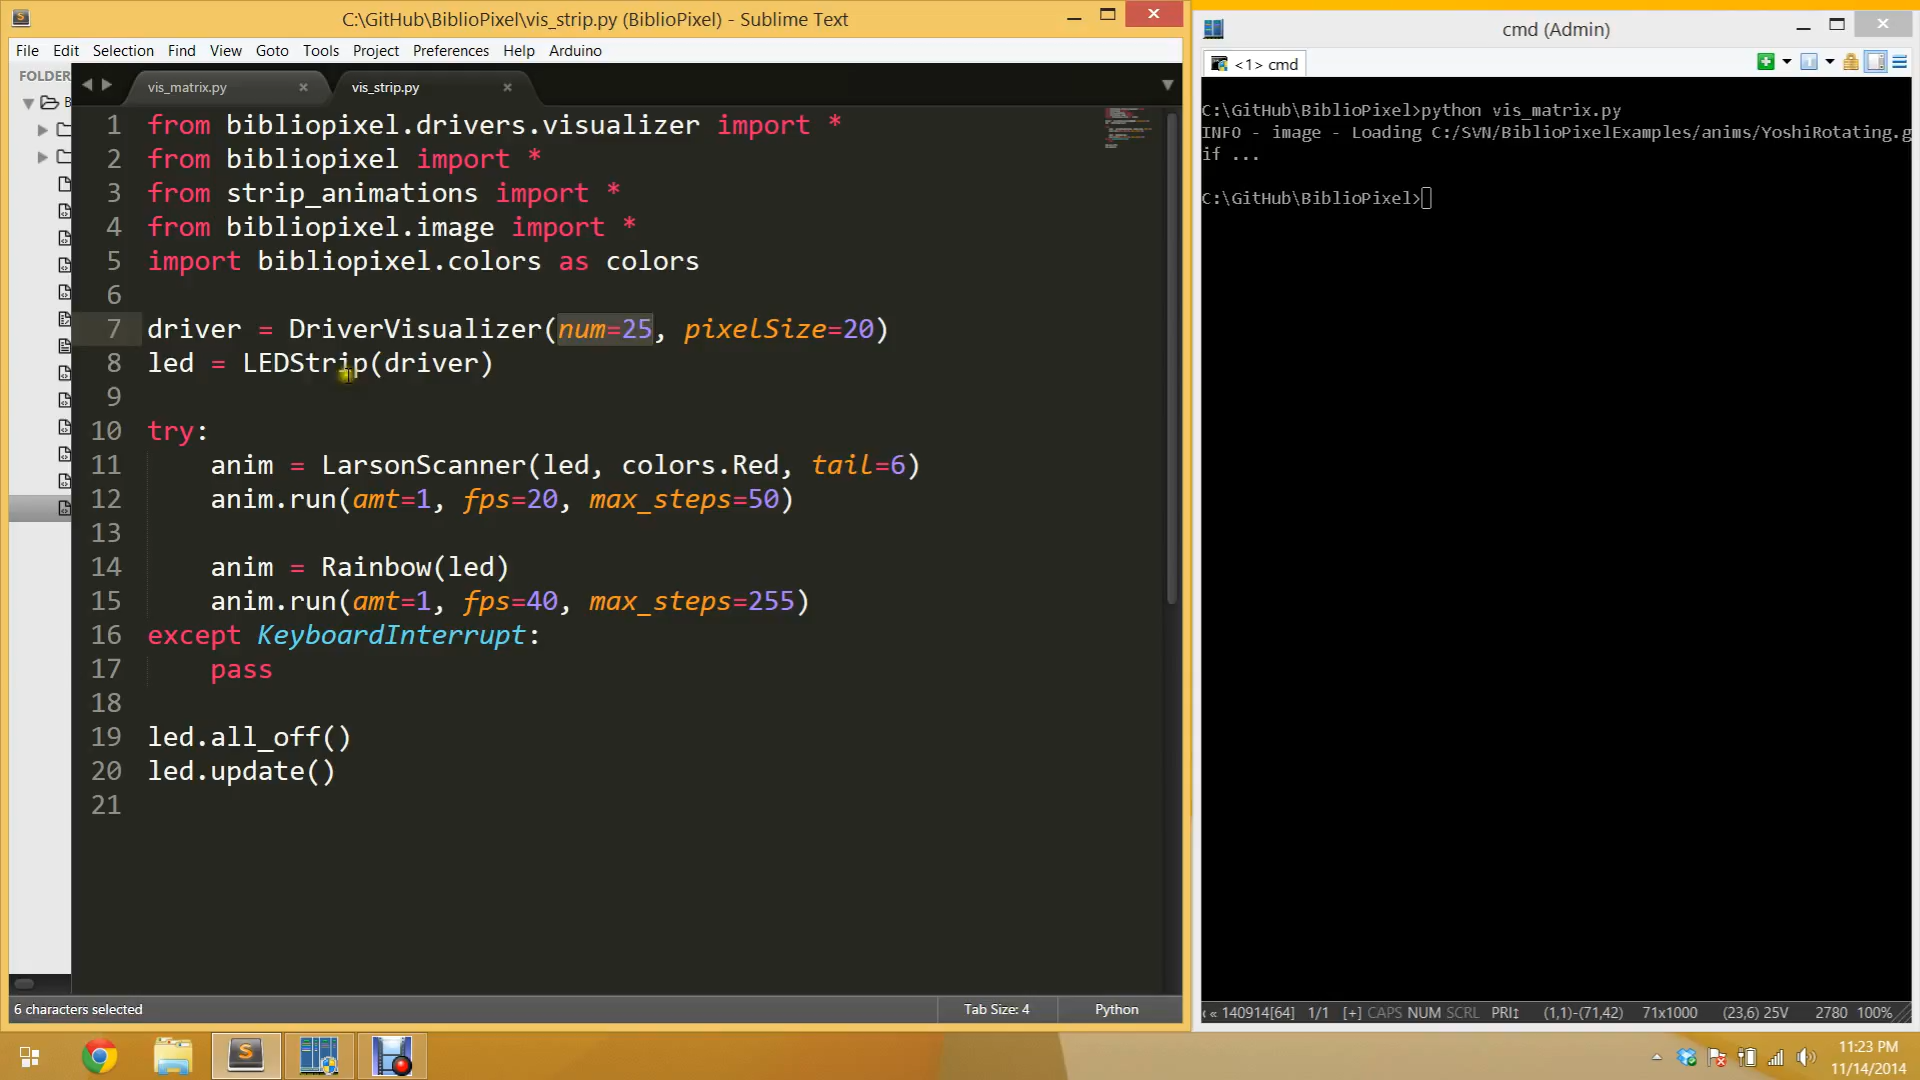 C:\GitHub\BiblioPixel\vis_strip.py (BiblioPixel) - Sublime Text
File Edit Selection Find View Goto Tools Project Preferences Help Arduino
FOLDER
B
vis_matrix.py
vis_strip.py
1 from bibliopixel.drivers.visualizer import *
2 from bibliopixel import *
3 from strip_animations import *
4 from bibliopixel.image import *
5 import bibliopixel.colors as colors
6
7 driver = DriverVisualizer(num=25, pixelSize=20)
8 led = LEDStrip(driver)
9
10 try:
11 anim = LarsonScanner(led, colors.Red, tail=6)
12 anim.run(amt=1, fps=20, max_steps=50)
13
14 anim = Rainbow(led)
15 anim.run(amt=1, fps=40, max_steps=255)
16 except KeyboardInterrupt:
17 pass
18
19 led.all_off()
20 led.update()
21
6 characters selected
Tab Size: 4
Python
cmd (Admin)
<1> cmd
C:\GitHub\BiblioPixel>python vis_matrix.py
INFO - image - Loading C:/SVN/BiblioPixelExamples/anims/YoshiRotating.g
if ...
C:\GitHub\BiblioPixel>
« 140914[64] 1/1 [+] CAPS NUM SCRL PRI↕ (1,1)-(71,42) 71x1000 (23,6) 25V 2780 100%
11:23 PM
11/14/2014